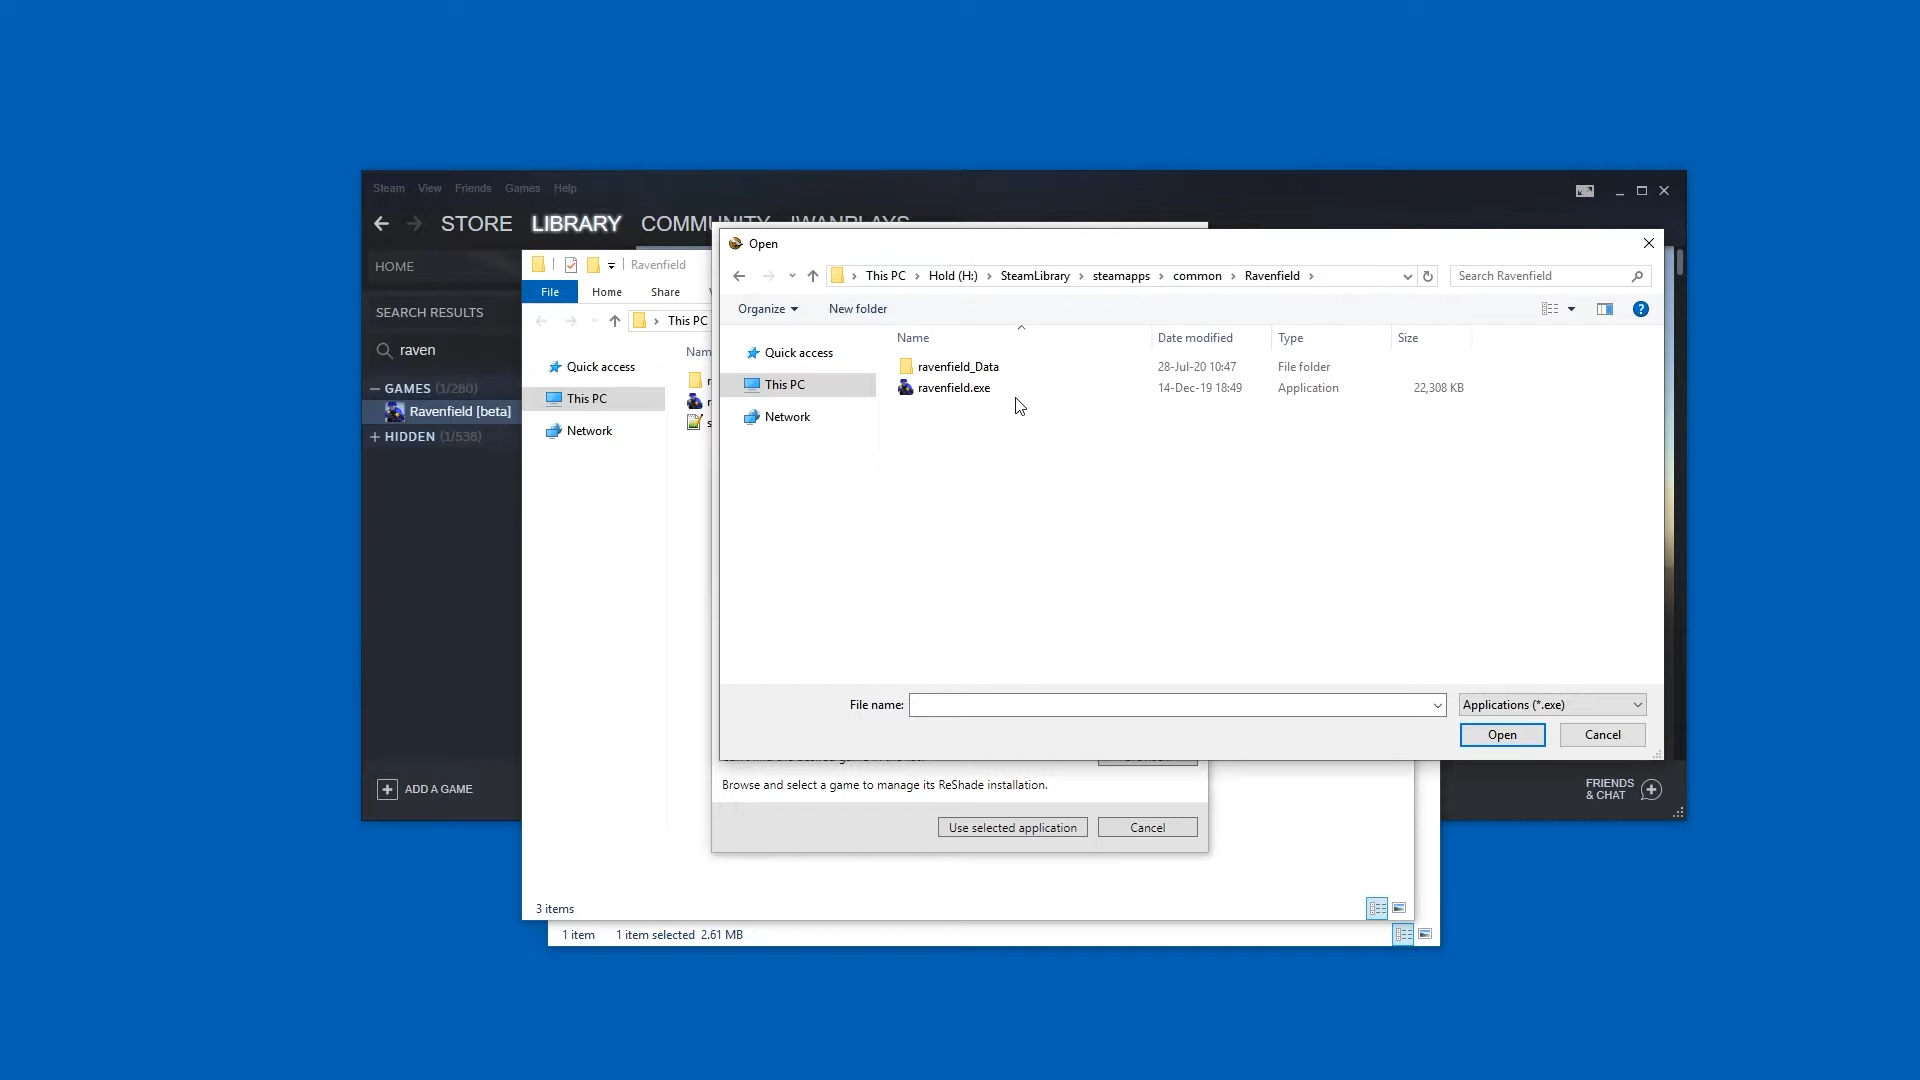 Steam View Friends Games Help
STORE LIBRARY COMMUNITY IWANPLAYS
HOME
SEARCH RESULTS
raven
GAMES (1/280)
Ravenfield [beta]
HIDDEN (1/538)
ADD A GAME
FRIENDS
& CHAT
Ravenfield
File Home Share
This PC
Quick access
This PC
Network
3 items
1 item 1 item selected 2.61 MB
Open
This PC Hold (H:) SteamLibrary steamapps common Ravenfield
Search Ravenfield
Organize New folder
Quick access
This PC
Network
Name Date modified Type Size
ravenfield_Data 28-Jul-20 10:47 File folder
ravenfield.exe 14-Dec-19 18:49 Application 22,308 KB
File name:
Applications (*.exe)
Open Cancel
Browse and select a game to manage its ReShade installation.
Use selected application Cancel